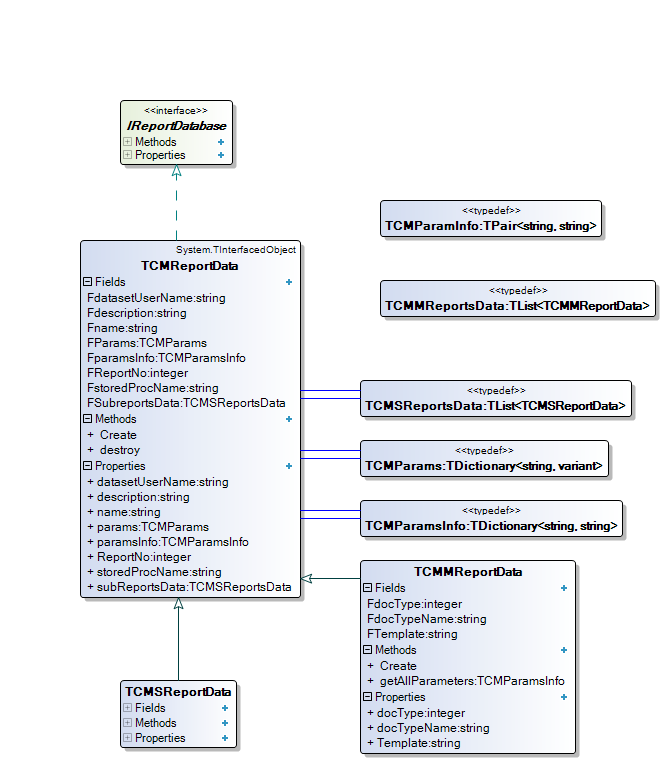 <<interface>>
IReportDatabase
Methods
Properties
System.TInterfacedObject
TCMReportData
Fields
FdatasetUserName:string
Fdescription:string
Fname:string
FParams:TCMParams
FparamsInfo:TCMParamsInfo
FReportNo:integer
FstoredProcName:string
FSubreportsData:TCMSReportsData
Methods
+ Create
+ destroy
Properties
+ datasetUserName:string
+ description:string
+ name:string
+ params:TCMParams
+ paramsInfo:TCMParamsInfo
+ ReportNo:integer
+ storedProcName:string
+ subReportsData:TCMSReportsData
<<typedef>>
TCMParamInfo:TPair<string, string>
<<typedef>>
TCMMReportsData:TList<TCMMReportData>
<<typedef>>
TCMSReportsData:TList<TCMSReportData>
<<typedef>>
TCMParams:TDictionary<string, variant>
<<typedef>>
TCMParamsInfo:TDictionary<string, string>
TCMMReportData
Fields
FdocType:integer
FdocTypeName:string
FTemplate:string
Methods
+ Create
+ getAllParameters:TCMParamsInfo
Properties
+ docType:integer
+ docTypeName:string
+ Template:string
TCMSReportData
Fields
Methods
Properties